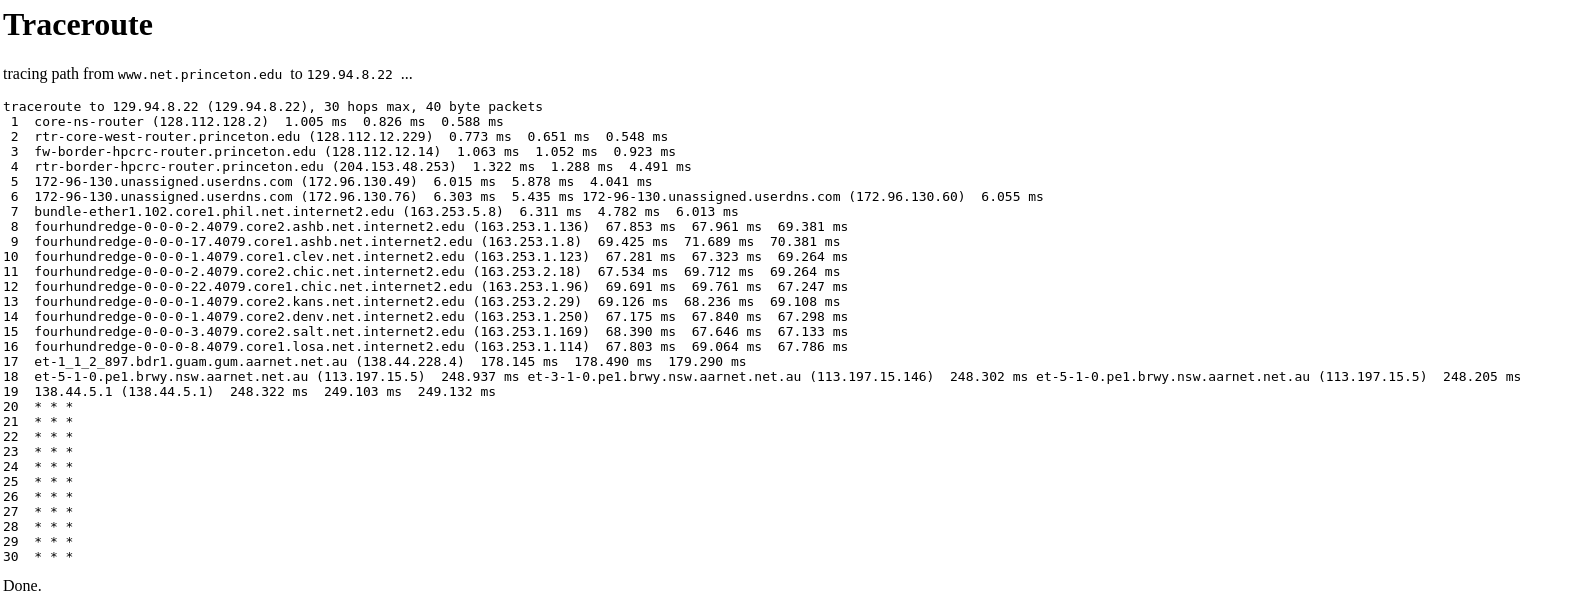 Traceroute
tracing path from www.net.princeton.edu to 129.94.8.22 ...
traceroute to 129.94.8.22 (129.94.8.22), 30 hops max, 40 byte packets
1 core-ns-router (128.112.128.2) 1.005 ms 0.826 ms 0.588 ms
2 rtr-core-west-router.princeton.edu (128.112.12.229) 0.773 ms 0.651 ms 0.548 ms
3 fw-border-hpcrc-router.princeton.edu (128.112.12.14) 1.063 ms 1.052 ms 0.923 ms
4 rtr-border-hpcrc-router.princeton.edu (204.153.48.253) 1.322 ms 1.288 ms 4.491 ms
5 172-96-130.unassigned.userdns.com (172.96.130.49) 6.015 ms 5.878 ms 4.041 ms
6 172-96-130.unassigned.userdns.com (172.96.130.76) 6.303 ms 5.435 ms 172-96-130.unassigned.userdns.com (172.96.130.60) 6.055 ms
7 bundle-ether1.102.core1.phil.net.internet2.edu (163.253.5.8) 6.311 ms 4.782 ms 6.013 ms
8 fourhundredge-0-0-0-2.4079.core2.ashb.net.internet2.edu (163.253.1.136) 67.853 ms 67.961 ms 69.381 ms
9 fourhundredge-0-0-0-17.4079.core1.ashb.net.internet2.edu (163.253.1.8) 69.425 ms 71.689 ms 70.381 ms
10 fourhundredge-0-0-0-1.4079.core1.clev.net.internet2.edu (163.253.1.123) 67.281 ms 67.323 ms 69.264 ms
11 fourhundredge-0-0-0-2.4079.core2.chic.net.internet2.edu (163.253.2.18) 67.534 ms 69.712 ms 69.264 ms
12 fourhundredge-0-0-0-22.4079.core1.chic.net.internet2.edu (163.253.1.96) 69.691 ms 69.761 ms 67.247 ms
13 fourhundredge-0-0-0-1.4079.core2.kans.net.internet2.edu (163.253.2.29) 69.126 ms 68.236 ms 69.108 ms
14 fourhundredge-0-0-0-1.4079.core2.denv.net.internet2.edu (163.253.1.250) 67.175 ms 67.840 ms 67.298 ms
15 fourhundredge-0-0-0-3.4079.core2.salt.net.internet2.edu (163.253.1.169) 68.390 ms 67.646 ms 67.133 ms
16 fourhundredge-0-0-0-8.4079.core1.losa.net.internet2.edu (163.253.1.114) 67.803 ms 69.064 ms 67.786 ms
17 et-1_1_2_897.bdr1.guam.gum.aarnet.net.au (138.44.228.4) 178.145 ms 178.490 ms 179.290 ms
18 et-5-1-0.pe1.brwy.nsw.aarnet.net.au (113.197.15.5) 248.937 ms et-3-1-0.pe1.brwy.nsw.aarnet.net.au (113.197.15.146) 248.302 ms et-5-1-0.pe1.brwy.nsw.aarnet.net.au (113.197.15.5) 248.205 ms
19 138.44.5.1 (138.44.5.1) 248.322 ms 249.103 ms 249.132 ms
20 * * *
21 * * *
22 * * *
23 * * *
24 * * *
25 * * *
26 * * *
27 * * *
28 * * *
29 * * *
30 * * *
Done.